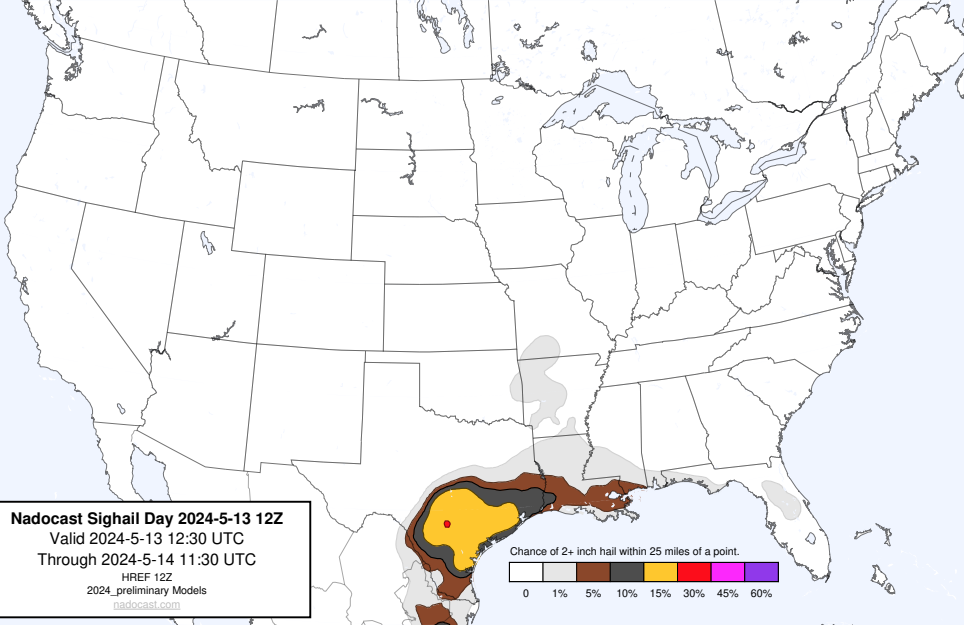 Nadocast Sighail Day 2024-5-13 12Z
Valid 2024-5-13 12:30 UTC
Through 2024-5-14 11:30 UTC
HREF 12Z
2024_preliminary Models
nadocast.com
Chance of 2+ inch hail within 25 miles of a point.
0 1% 5% 10% 15% 30% 45% 60%